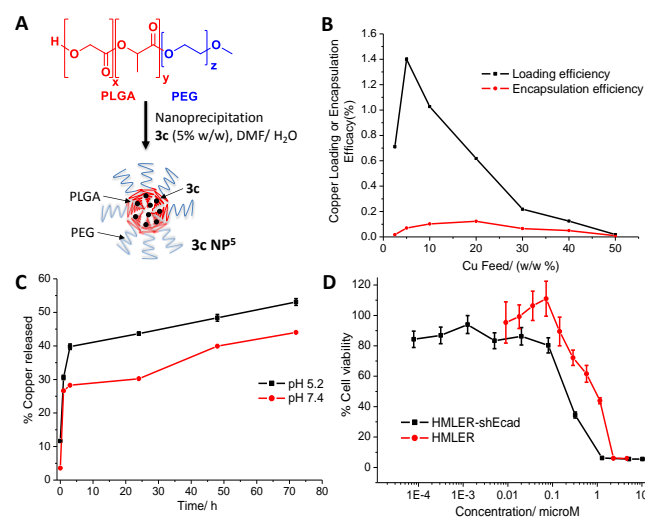 A
H
O
O
O
O
O
O
O
x
y
z
PLGA
PEG
Nanoprecipitation
3c (5% w/w), DMF/ H₂O
PLGA
3c
PEG
3c NP⁵
B
Copper Loading or Encapsulation
Efficacy(%)
1.6
1.4
1.2
1.0
0.8
0.6
0.4
0.2
0.0
Loading efficiency
Encapsulation efficiency
0 10 20 30 40 50
Cu Feed/ (w/w %)
C
% Copper released
60
50
40
30
20
10
0
pH 5.2
pH 7.4
0 10 20 30 40 50 60 70 80
Time/ h
D
% Cell viability
120
100
80
60
40
20
0
HMLER-shEcad
HMLER
1E-4 1E-3 0.01 0.1 1 10
Concentration/ microM